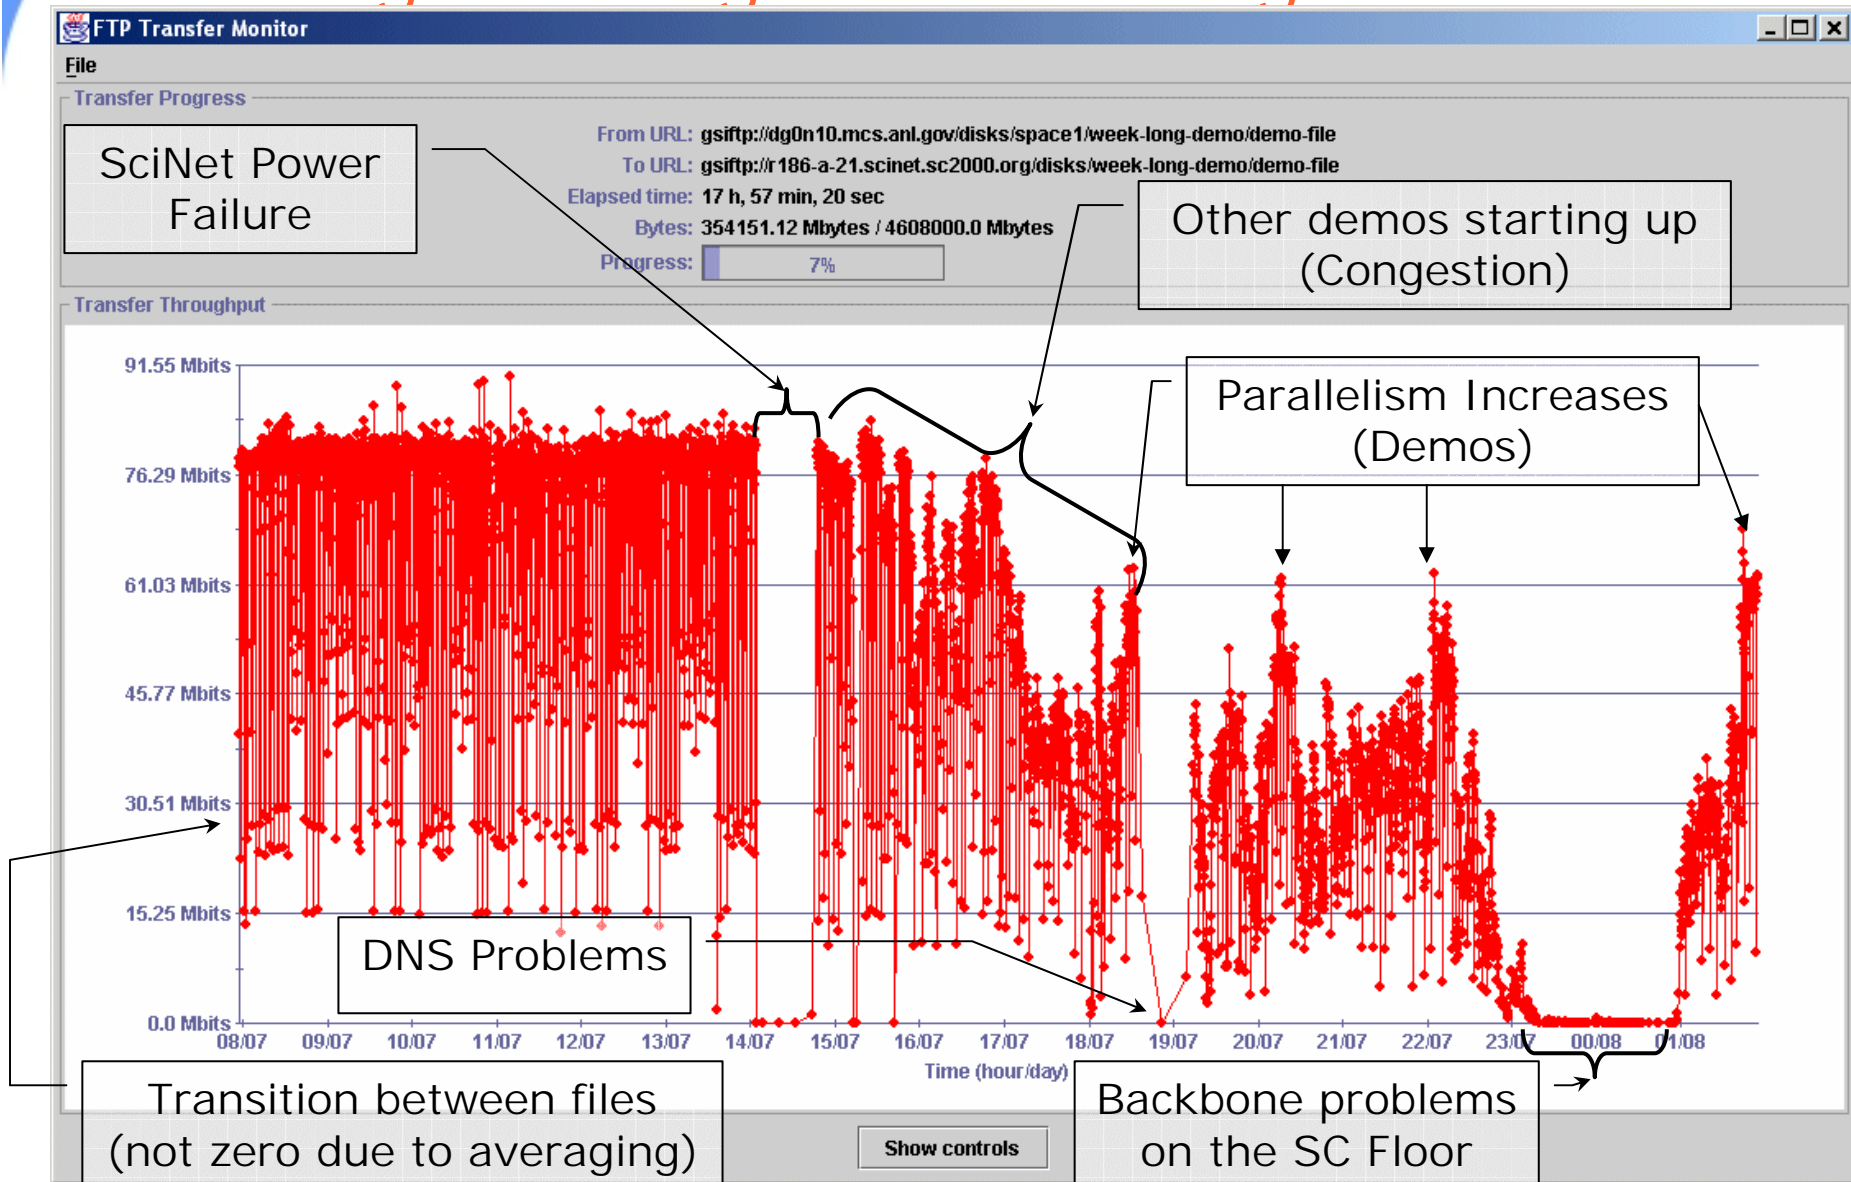 FTP Transfer Monitor
File
Transfer Progress
From URL: gsiftp://dg0n10.mcs.anl.gov/disks/space1/week-long-demo/demo-file
To URL: gsiftp://r186-a-21.scinet.sc2000.org/disks/week-long-demo/demo-file
Elapsed time: 17 h, 57 min, 20 sec
Bytes: 354151.12 Mbytes / 4608000.0 Mbytes
Progress: 7%
SciNet Power
Failure
Other demos starting up
(Congestion)
Transfer Throughput
Parallelism Increases
(Demos)
91.55 Mbits
76.29 Mbits
61.03 Mbits
45.77 Mbits
30.51 Mbits
15.25 Mbits
0.0 Mbits
DNS Problems
08/07 09/07 10/07 11/07 12/07 13/07 14/07 15/07 16/07 17/07 18/07 19/07 20/07 21/07 22/07 23/07 00/08 01/08
Time (hour/day)
Transition between files
(not zero due to averaging)
Backbone problems
on the SC Floor
Show controls